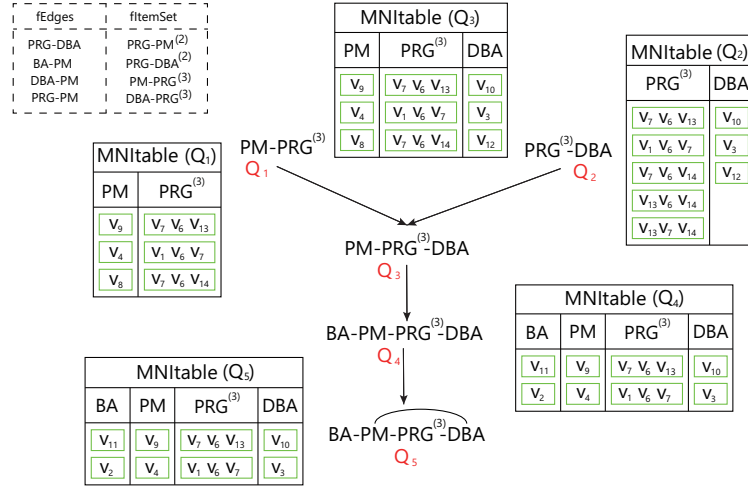 fEdges fItemSet
PRG-DBA PRG-PM(2)
BA-PM PRG-DBA(2)
DBA-PM PM-PRG(3)
PRG-PM DBA-PRG(3)
MNItable (Q3)
PM PRG(3) DBA
V9 V7 V6 V13 V10
V4 V1 V6 V7 V3
V8 V7 V6 V14 V12
MNItable (Q2)
PRG(3) DBA
V7 V6 V13 V10
V1 V6 V7 V3
V7 V6 V14 V12
V13 V6 V14
V13 V7 V14
MNItable (Q1)
PM PRG(3)
V9 V7 V6 V13
V4 V1 V6 V7
V8 V7 V6 V14
PM-PRG(3)
Q1
PRG(3)-DBA
Q2
PM-PRG(3)-DBA
Q3
BA-PM-PRG(3)-DBA
Q4
MNItable (Q4)
BA PM PRG(3) DBA
V11 V9 V7 V6 V13 V10
V2 V4 V1 V6 V7 V3
MNItable (Q5)
BA PM PRG(3) DBA
V11 V9 V7 V6 V13 V10
V2 V4 V1 V6 V7 V3
BA-PM-PRG(3)-DBA
Q5